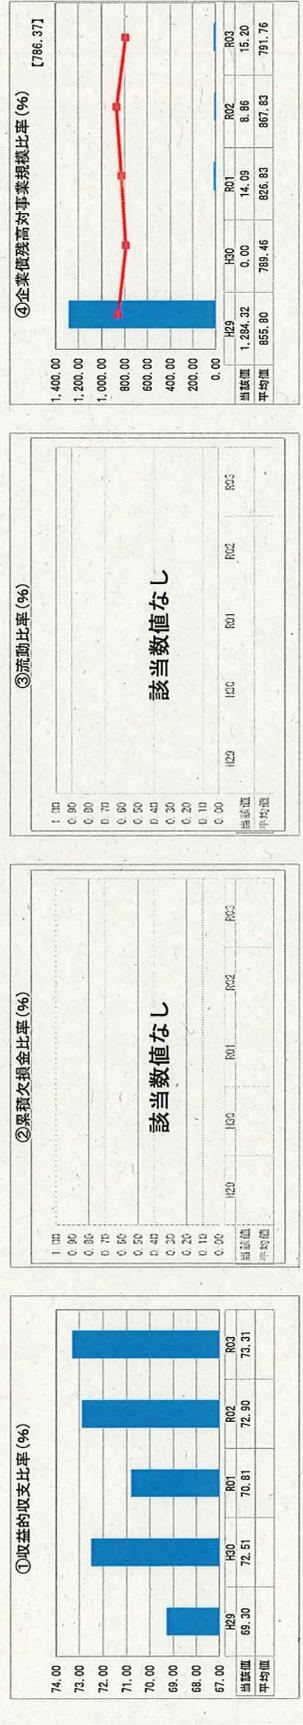 ①収益的収支比率(%)
74.00
73.00
72.00
71.00
70.00
69.00
68.00
67.00
H29 H30 R01 R02 R03
当該値 69.30 72.51 70.81 72.90 73.31
平均値
②累積欠損金比率(%)
1.00
0.90
0.80
0.70
0.60
0.50
0.40
0.30
0.20
0.10
0.00
該当数値なし
H29 H30 R01 R02 R03
当該値
平均値
③流動比率(%)
1.00
0.90
0.80
0.70
0.60
0.50
0.40
0.30
0.20
0.10
0.00
該当数値なし
H29 H30 R01 R02 R03
当該値
平均値
④企業債残高対事業規模比率(%)
[786.37]
1,400.00
1,200.00
1,000.00
800.00
600.00
400.00
200.00
0.00
H29 H30 R01 R02 R03
当該値 1,284.32 0.00 14.09 8.86 15.20
平均値 855.80 789.46 826.83 867.83 791.76